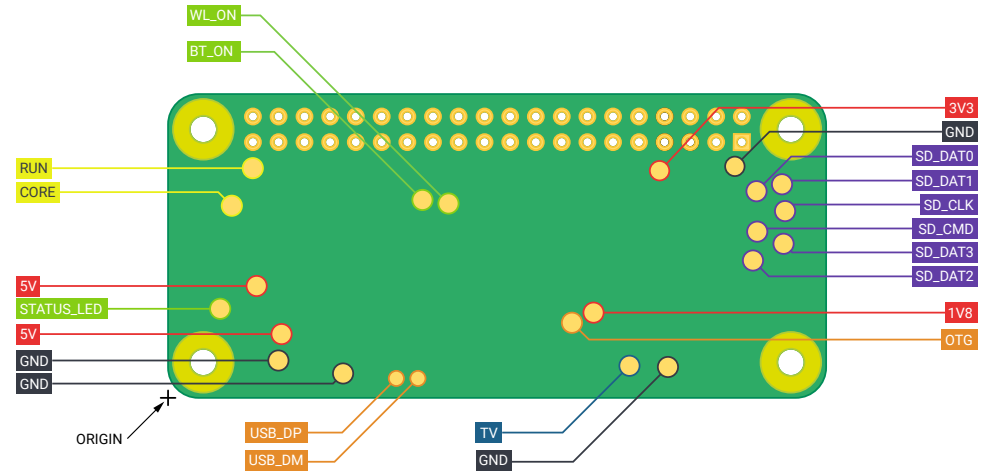 WL_ON
BT_ON
3V3
GND
SD_DAT0
RUN
SD_DAT1
CORE
SD_CLK
SD_CMD
SD_DAT3
SD_DAT2
5V
STATUS_LED
1V8
5V
OTG
GND
GND
ORIGIN
USB_DP
TV
USB_DM
GND